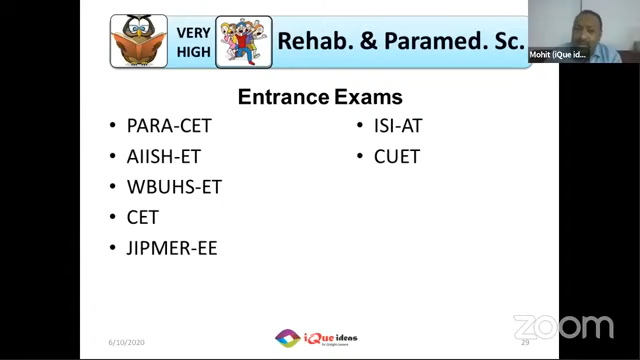 VERY
HIGH
Rehab. & Paramed. Sc.
Mohit (iQue id...
Entrance Exams
• PARA-CET
• AIISH-ET
• WBUHS-ET
• CET
• JIPMER-EE
• ISI-AT
• CUET
6/10/2020
iQue ideas
29
zoom